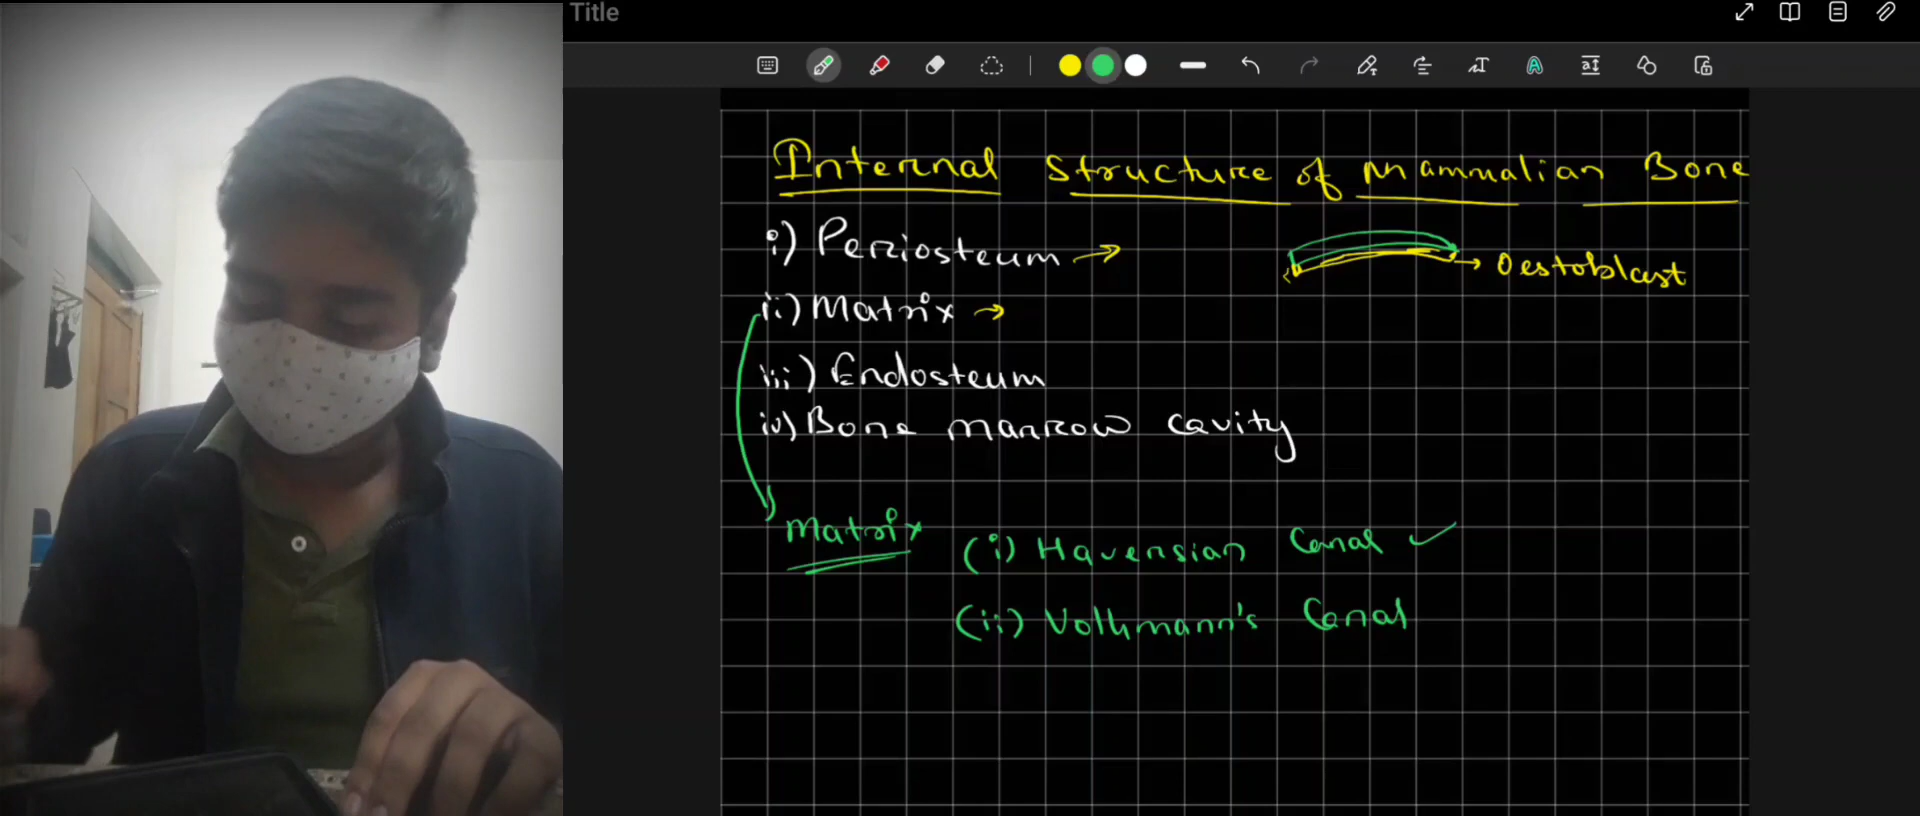 Title
Internal Structure of Mammalian Bone
i) Periosteum →
Oestoblast
ii) Matrix →
iii) Endosteum
iv) Bone marrow cavity
Matrix (i) Haversian Canal ✓
(ii) Volkmann's Canal